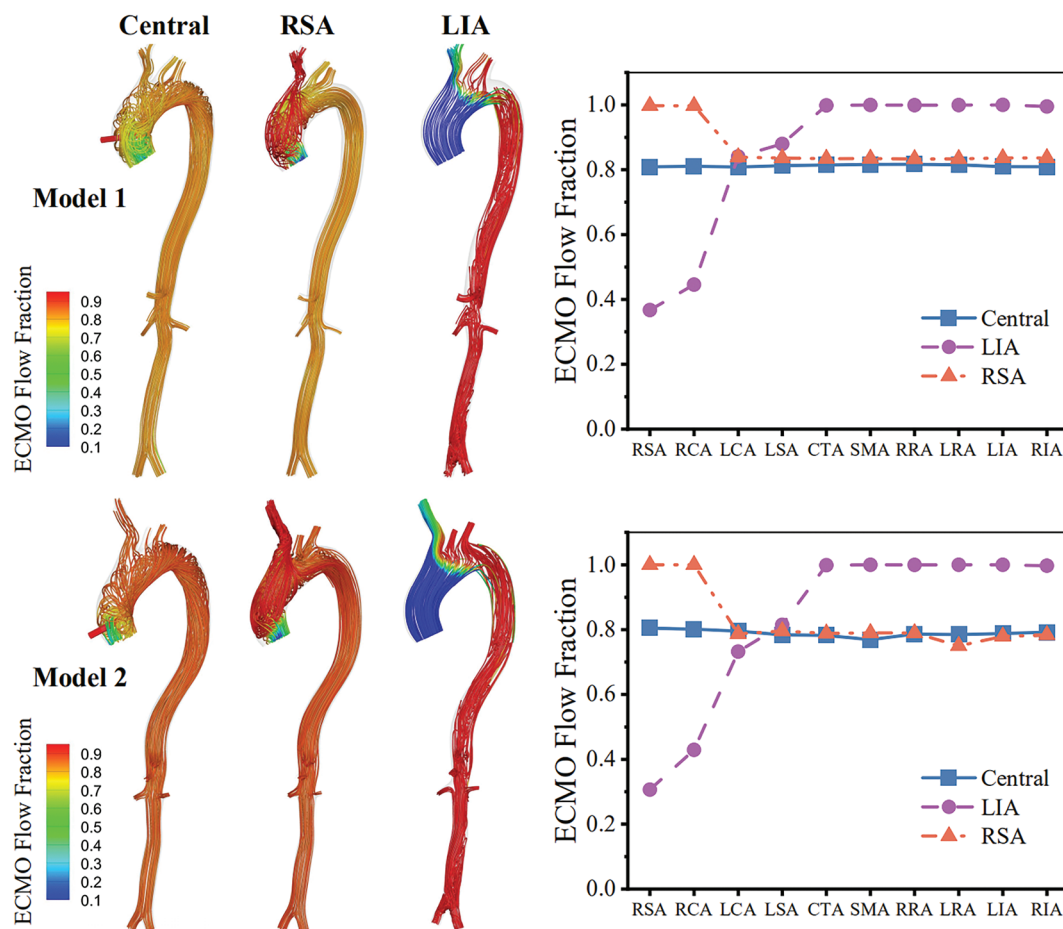 Central RSA LIA
Model 1
ECMO Flow Fraction
0.9
0.8
0.7
0.6
0.5
0.4
0.3
0.2
0.1
ECMO Flow Fraction
1.0
0.8
0.6
0.4
0.2
0.0
Central
LIA
RSA
RSA RCA LCA LSA CTA SMA RRA LRA LIA RIA
Model 2
ECMO Flow Fraction
0.9
0.8
0.7
0.6
0.5
0.4
0.3
0.2
0.1
ECMO Flow Fraction
1.0
0.8
0.6
0.4
0.2
0.0
Central
LIA
RSA
RSA RCA LCA LSA CTA SMA RRA LRA LIA RIA